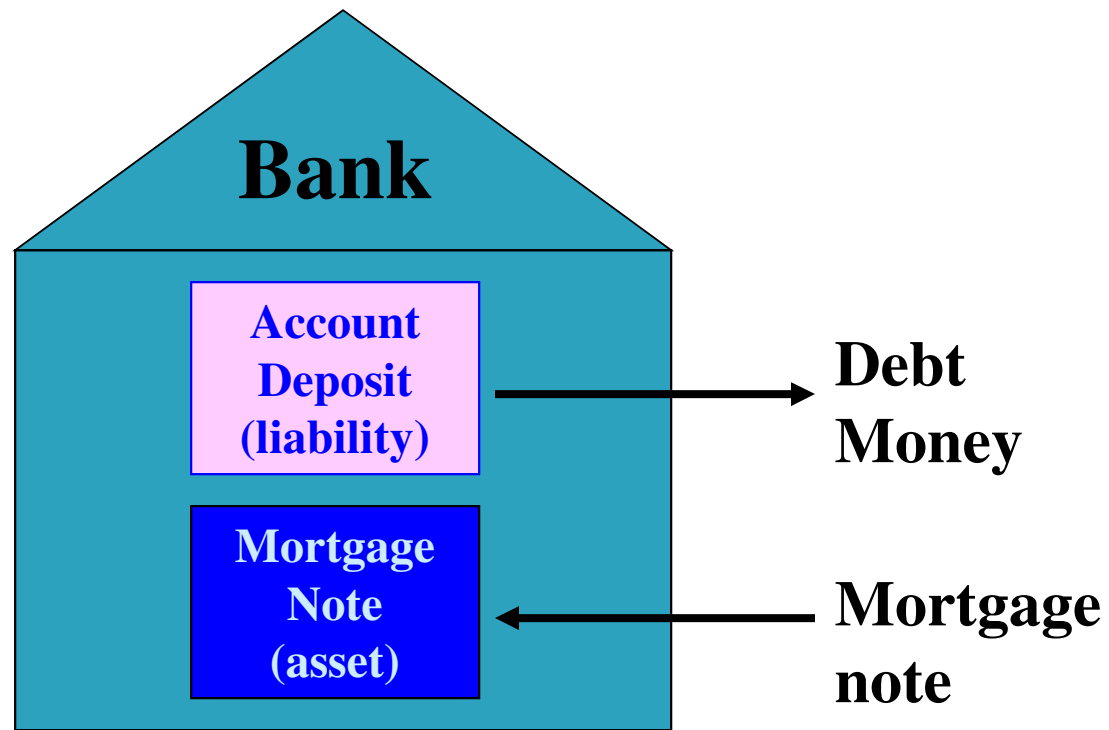 Bank
Account
Deposit
(liability)
Debt
Money
Mortgage
Note
(asset)
Mortgage
note